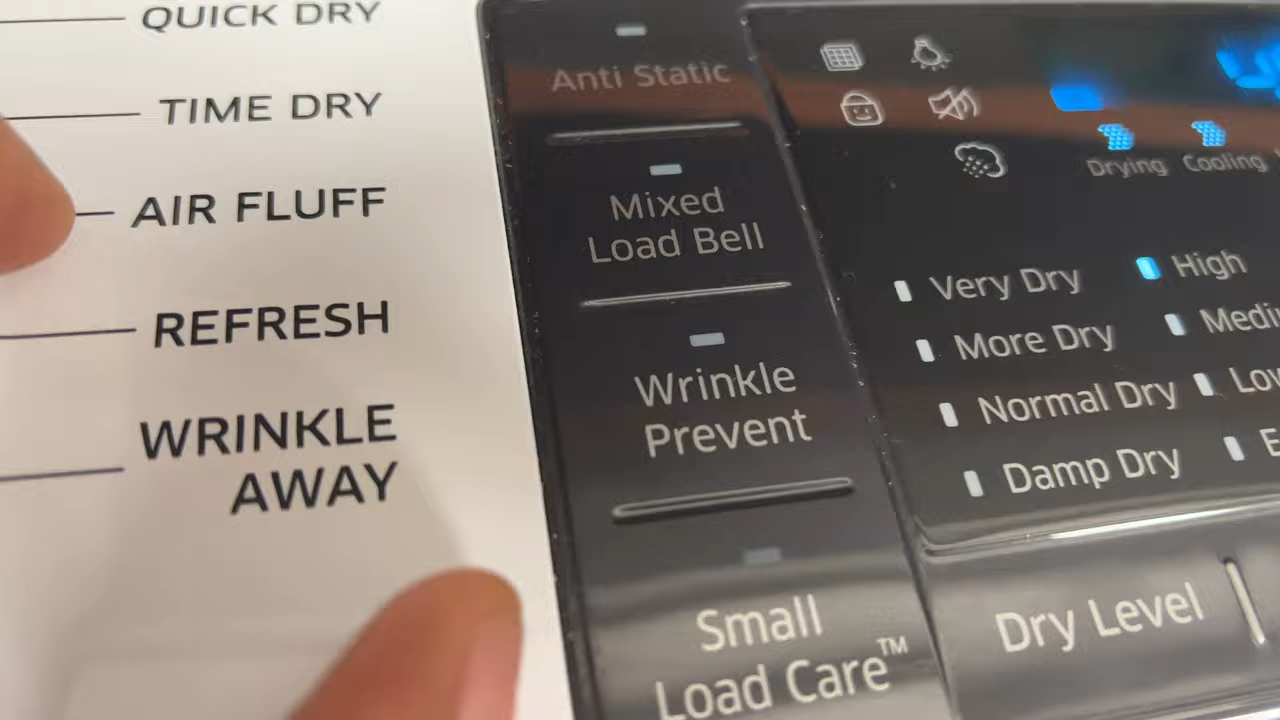 QUICK DRY
TIME DRY
AIR FLUFF
REFRESH
WRINKLE
AWAY
Anti Static
Mixed
Load Bell
Wrinkle
Prevent
Small
Load Care™
Drying
Cooling
Very Dry
More Dry
Normal Dry
Damp Dry
High
Dry Level